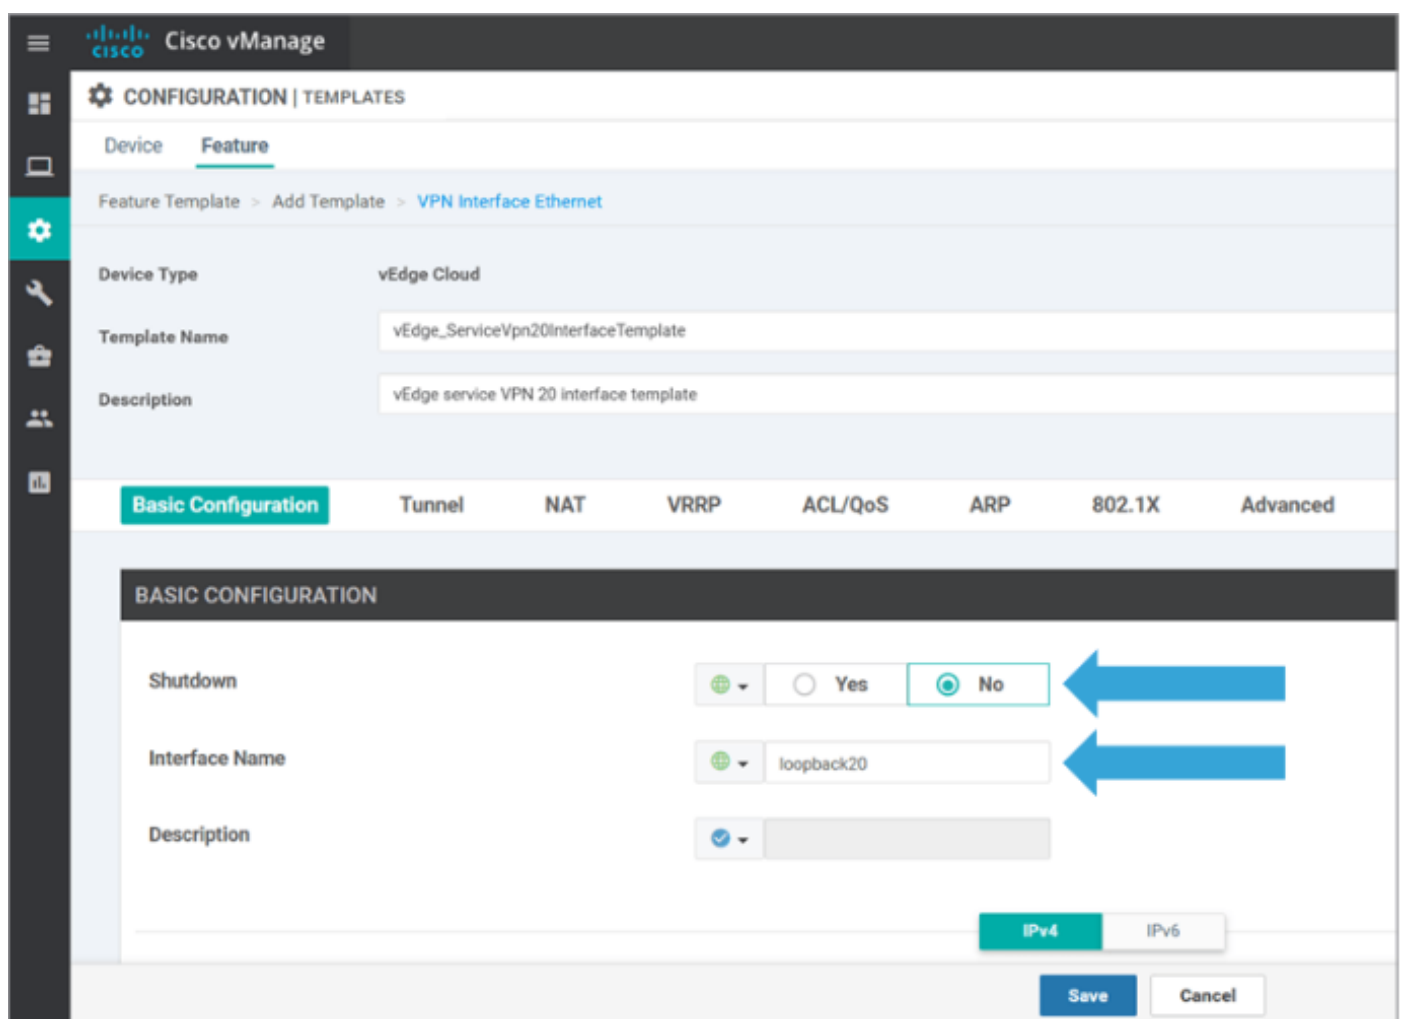 CISCO Cisco vManage
CONFIGURATION | TEMPLATES
Device Feature
Feature Template > Add Template > VPN Interface Ethernet
Device Type vEdge Cloud
Template Name vEdge_ServiceVpn20InterfaceTemplate
Description vEdge service VPN 20 interface template
Basic Configuration Tunnel NAT VRRP ACL/QoS ARP 802.1X Advanced
BASIC CONFIGURATION
Shutdown Yes No
Interface Name loopback20
Description
IPv4 IPv6
Save Cancel